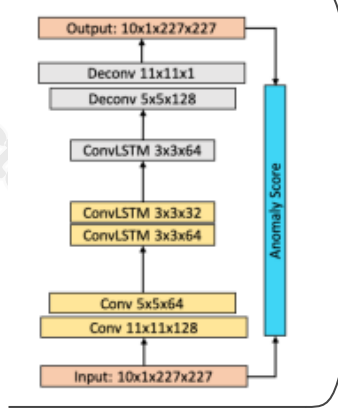 Output: 10x1x227x227
Deconv 11x11x1
Deconv 5x5x128
ConvLSTM 3x3x64
ConvLSTM 3x3x32
ConvLSTM 3x3x64
Conv 5x5x64
Conv 11x11x128
Input: 10x1x227x227
Anomaly Score